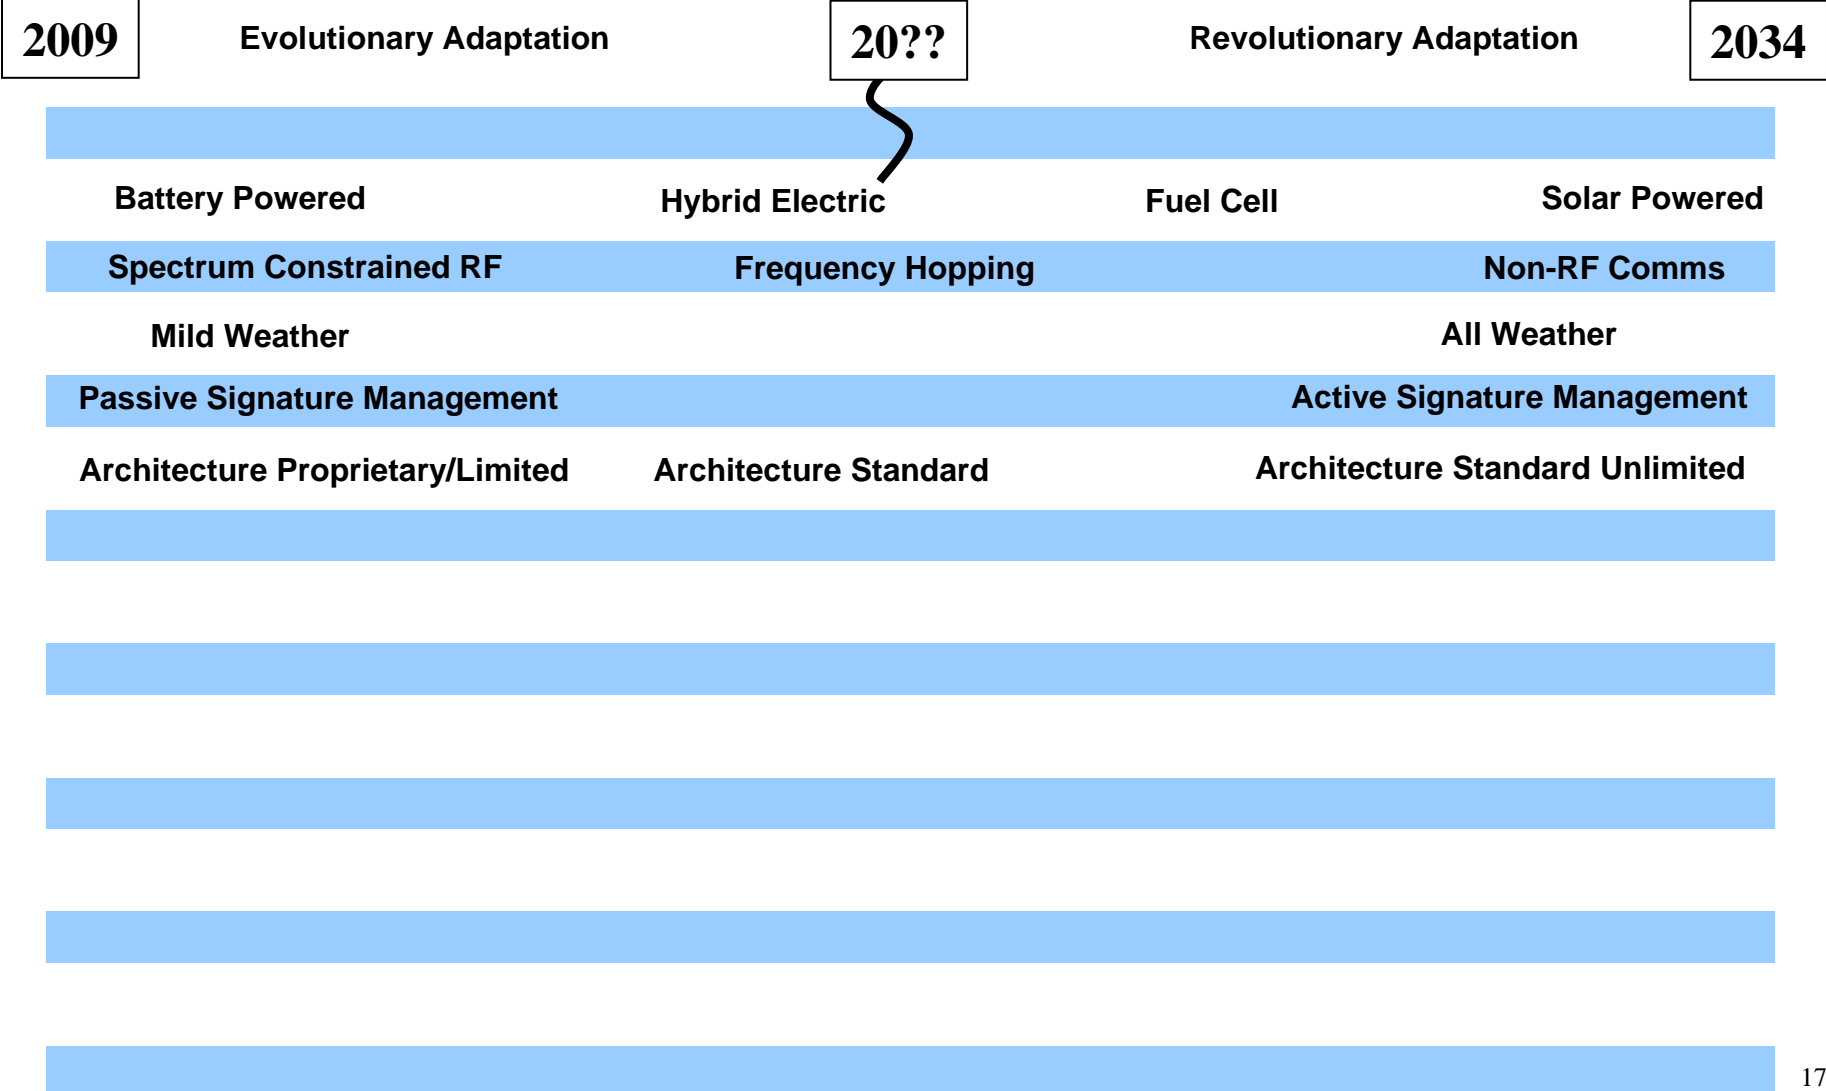 2009 Evolutionary Adaptation 20?? Revolutionary Adaptation 2034
Battery Powered Hybrid Electric Fuel Cell Solar Powered
Spectrum Constrained RF Frequency Hopping Non-RF Comms
Mild Weather All Weather
Passive Signature Management Active Signature Management
Architecture Proprietary/Limited Architecture Standard Architecture Standard Unlimited
17